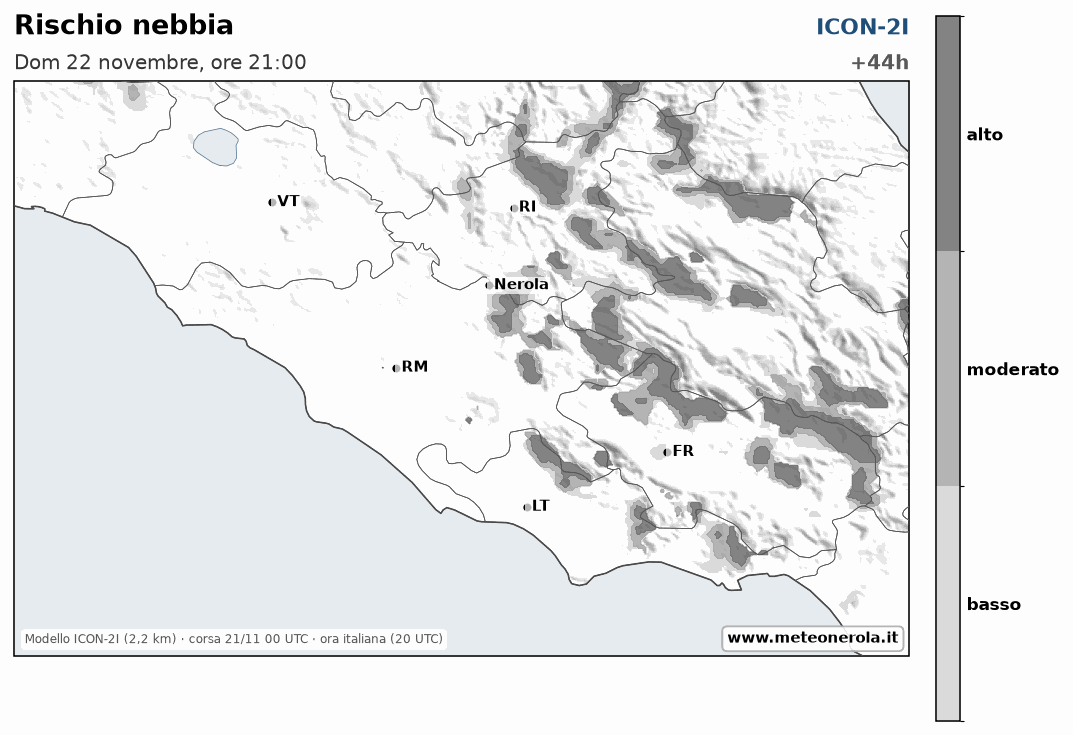 Rischio nebbia
ICON-2I
Dom 22 novembre, ore 21:00
+44h
alto
VT
RI
Nerola
RM
moderato
FR
LT
basso
Modello ICON-2I (2,2 km) · corsa 21/11 00 UTC · ora italiana (20 UTC)
www.meteonerola.it